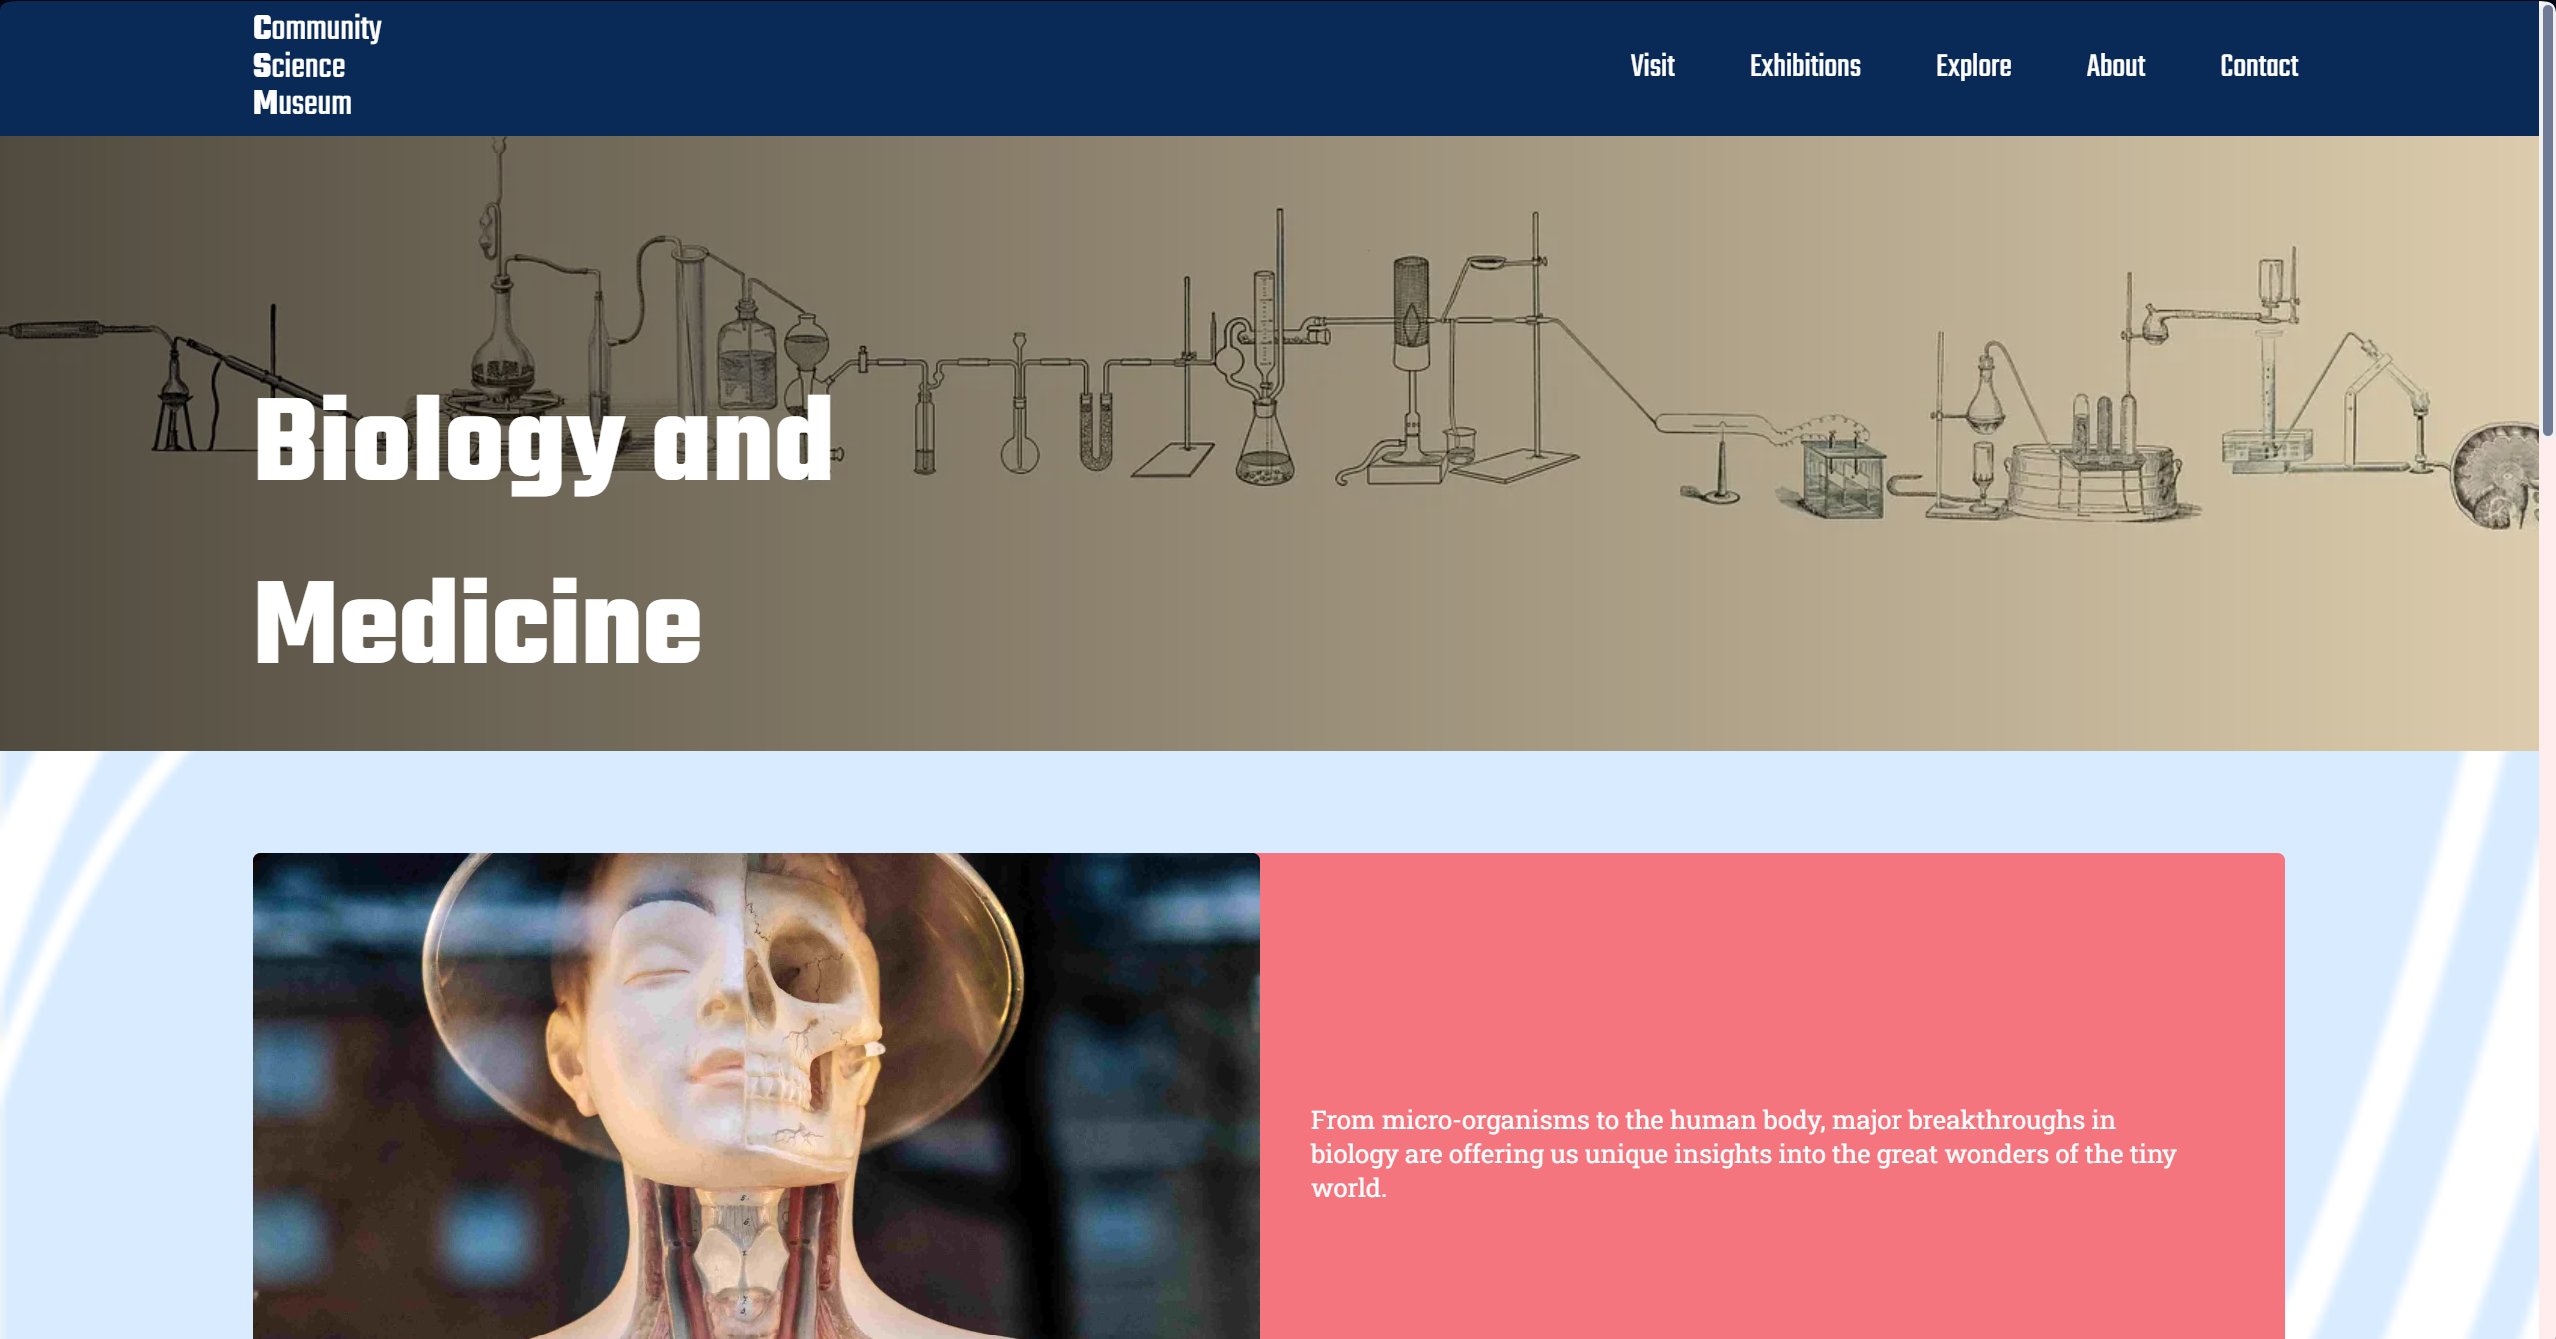 Community
Science
Museum
Visit
Exhibitions
Explore
About
Contact
Biology and
Medicine
From micro-organisms to the human body, major breakthroughs in
biology are offering us unique insights into the great wonders of the tiny
world.